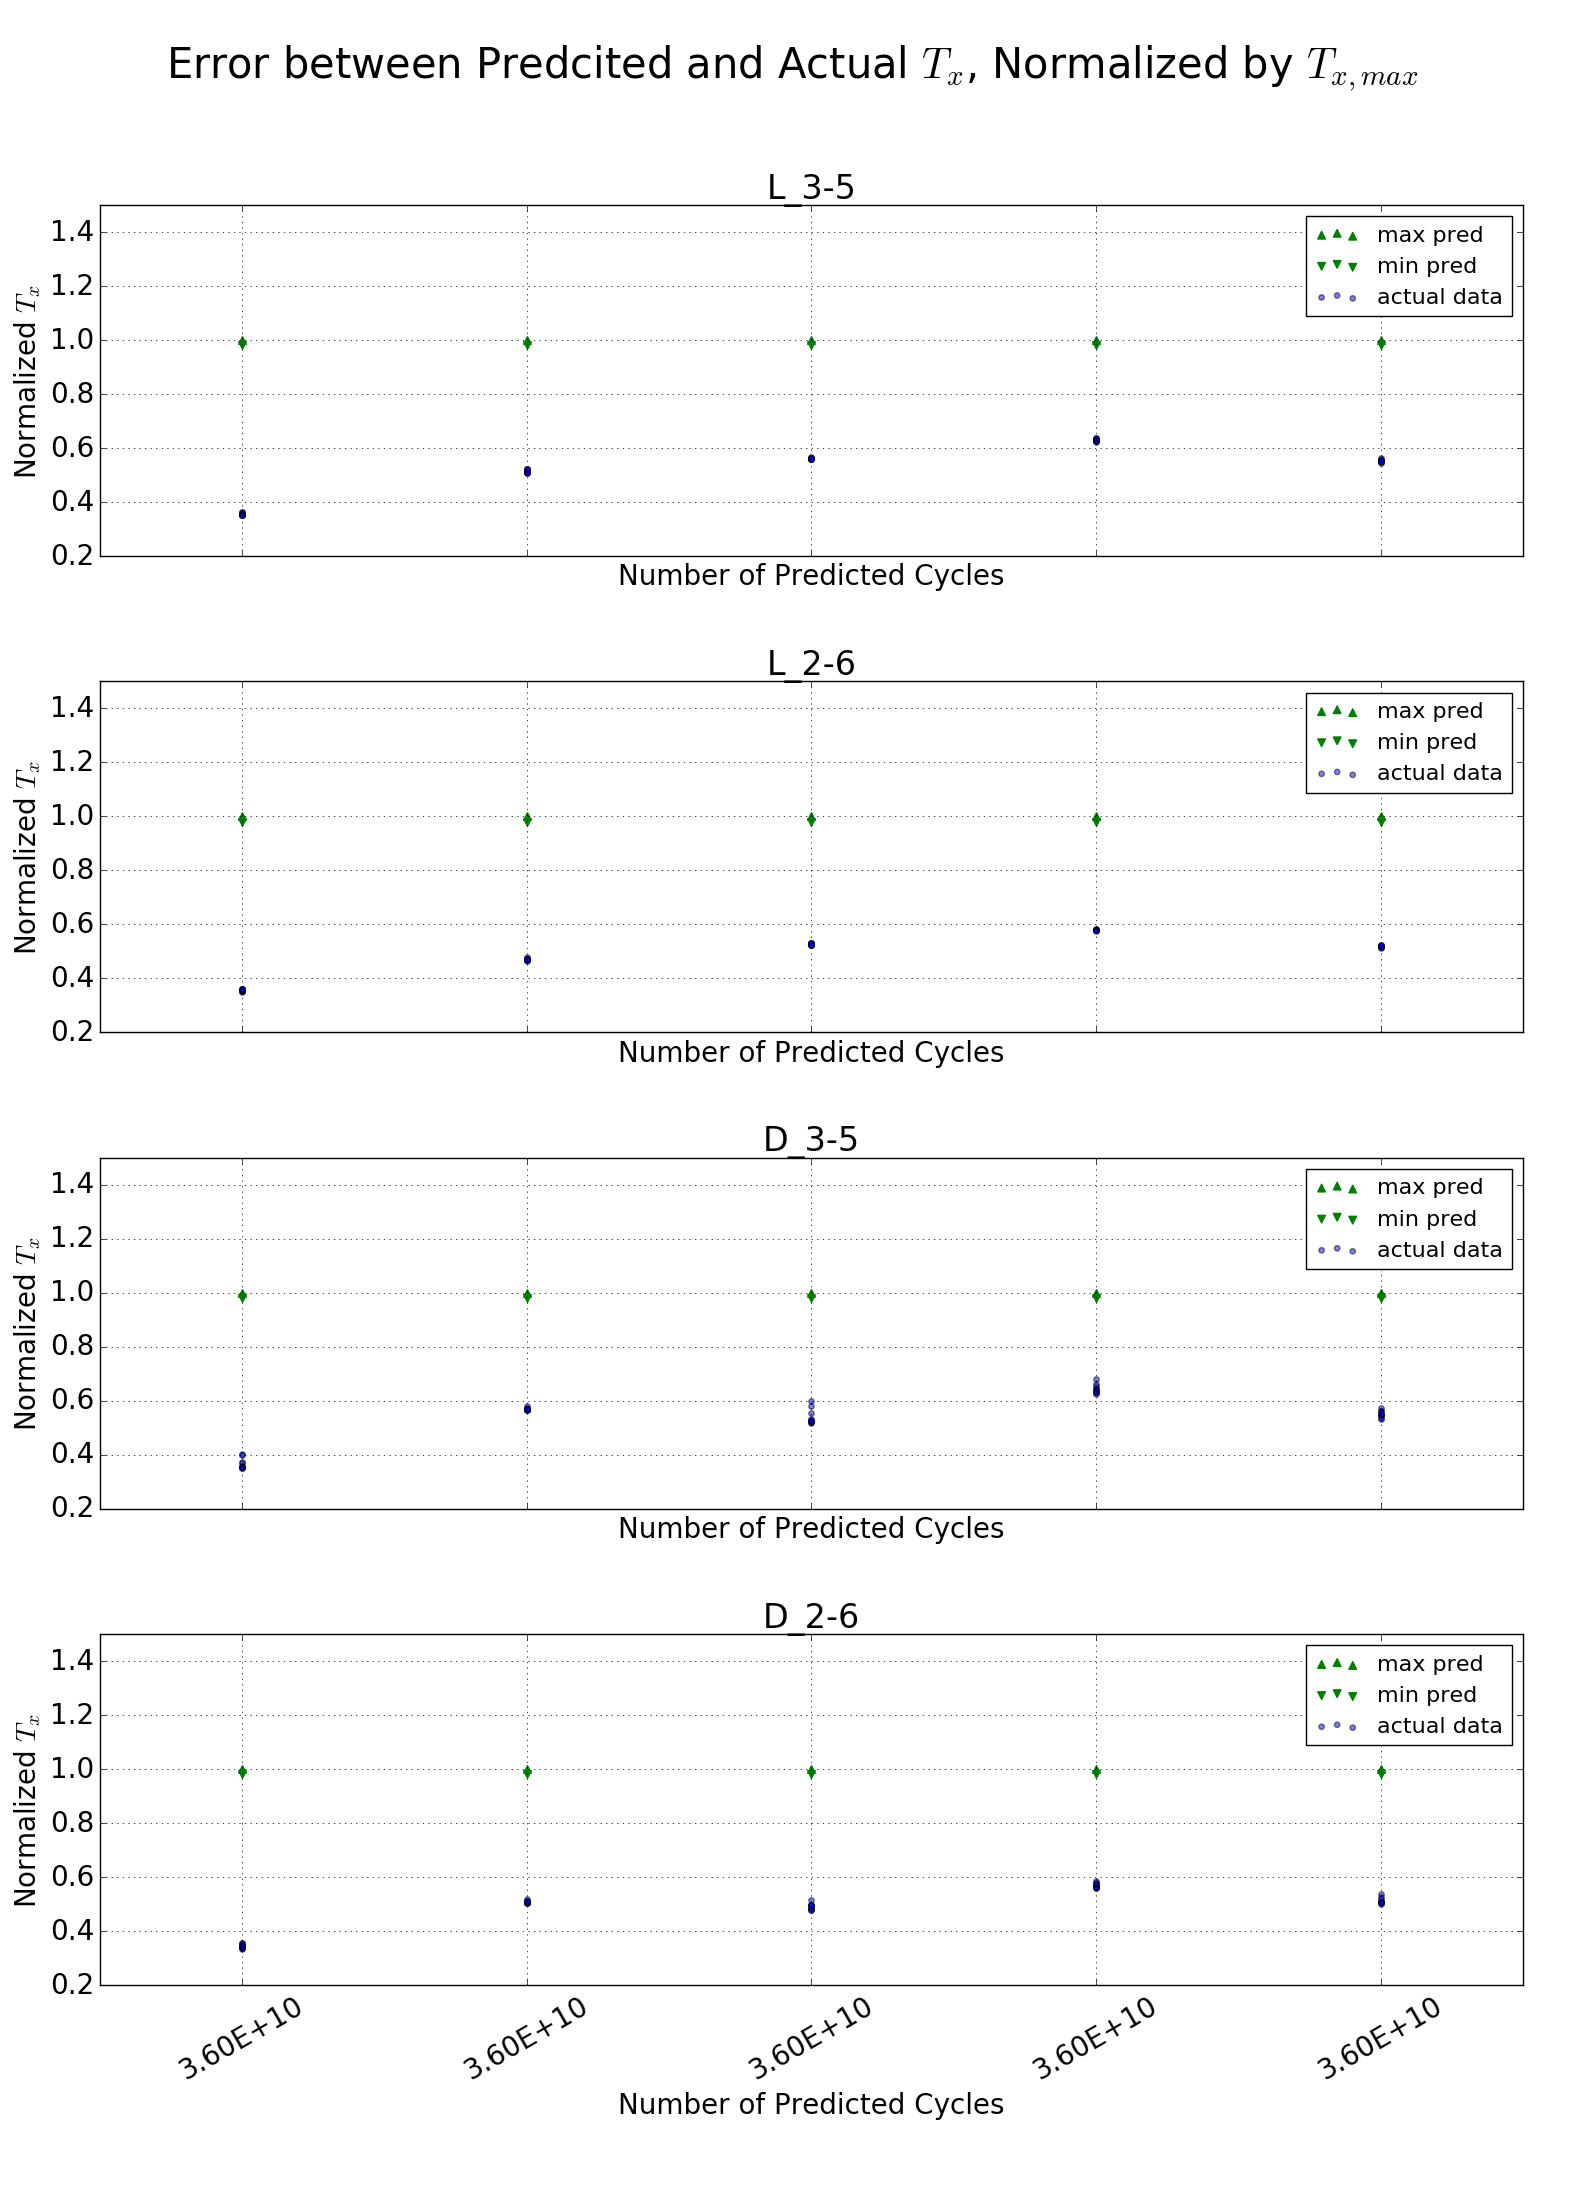 Error between Predcited and Actual T_x, Normalized by T_{x,max}
L_3-5
1.4
1.2
1.0
0.8
0.6
0.4
0.2
Normalized T_x
max pred
min pred
actual data
Number of Predicted Cycles
L_2-6
1.4
1.2
1.0
0.8
0.6
0.4
0.2
Normalized T_x
max pred
min pred
actual data
Number of Predicted Cycles
D_3-5
1.4
1.2
1.0
0.8
0.6
0.4
0.2
Normalized T_x
max pred
min pred
actual data
Number of Predicted Cycles
D_2-6
1.4
1.2
1.0
0.8
0.6
0.4
0.2
Normalized T_x
max pred
min pred
actual data
3.60E+10 3.60E+10 3.60E+10 3.60E+10 3.60E+10
Number of Predicted Cycles